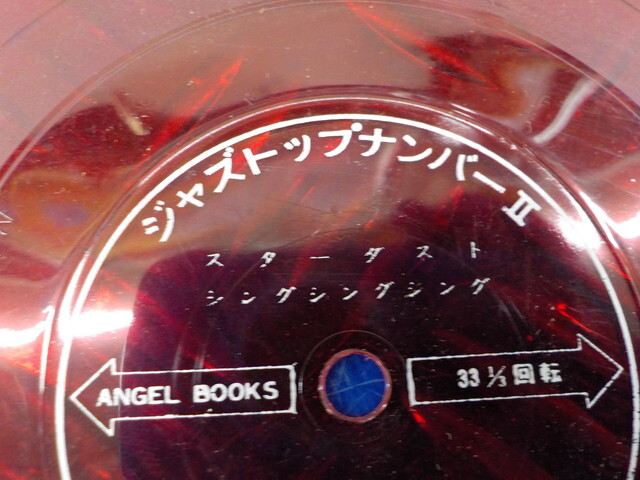 ジャズトップナンバーⅡ
スターダスト
シングシングシング
ANGEL BOOKS
33 ⅓ 回転